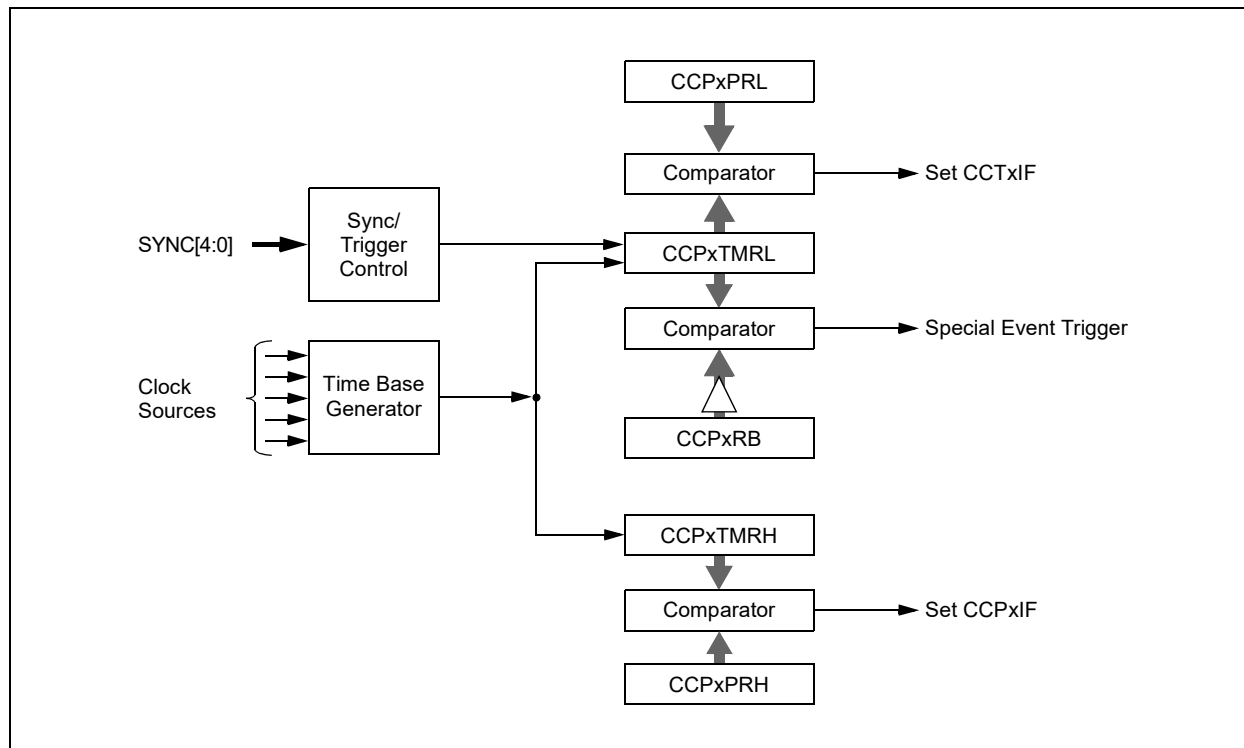 CCPxPRL
Comparator
Set CCTxIF
SYNC[4:0]
Sync/
Trigger
Control
CCPxTMRL
Comparator
Special Event Trigger
Clock
Sources
Time Base
Generator
CCPxRB
CCPxTMRH
Comparator
Set CCPxIF
CCPxPRH